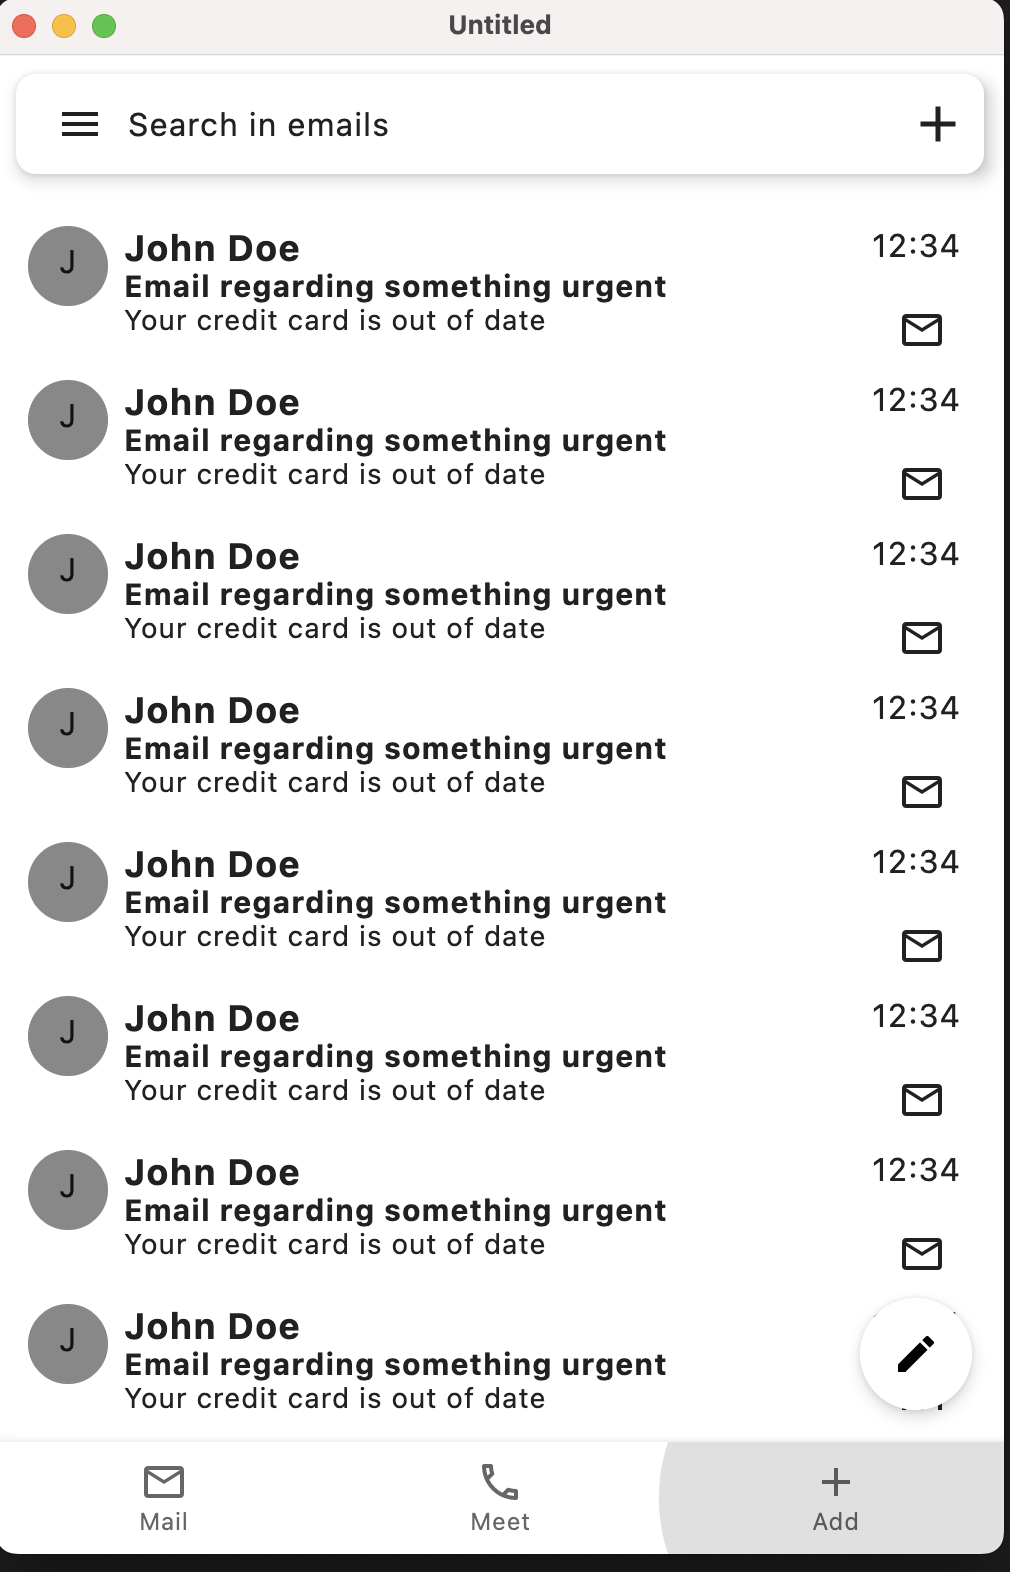 Untitled
Search in emails
J
John Doe
12:34
Email regarding something urgent
Your credit card is out of date
J
John Doe
12:34
Email regarding something urgent
Your credit card is out of date
J
John Doe
12:34
Email regarding something urgent
Your credit card is out of date
J
John Doe
12:34
Email regarding something urgent
Your credit card is out of date
J
John Doe
12:34
Email regarding something urgent
Your credit card is out of date
J
John Doe
12:34
Email regarding something urgent
Your credit card is out of date
J
John Doe
12:34
Email regarding something urgent
Your credit card is out of date
J
John Doe
Email regarding something urgent
Your credit card is out of date
Mail
Meet
Add